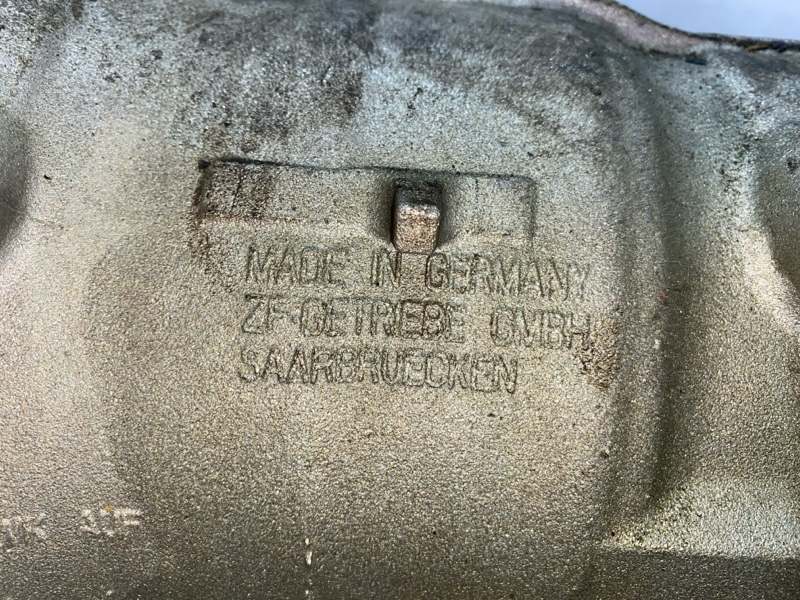 MADE IN GERMANY
ZF-GETRIEBE GMBH
SAARBRUECKEN